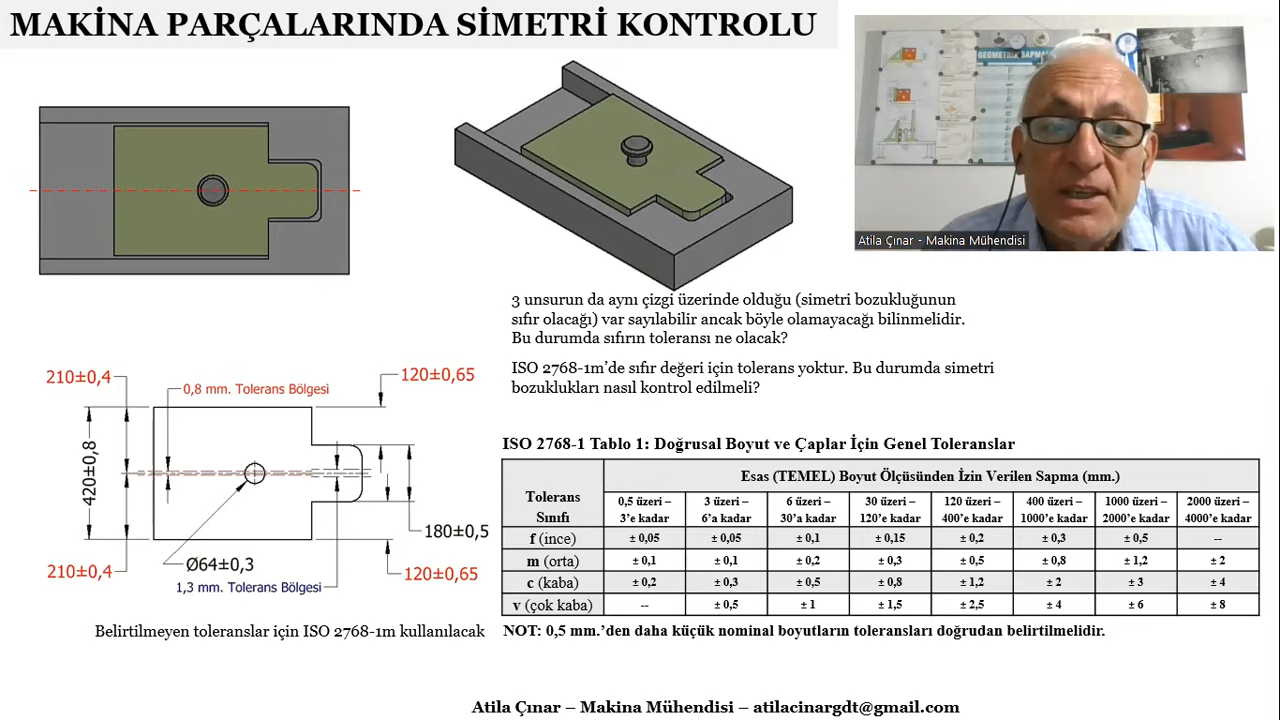 MAKİNA PARÇALARINDA SİMETRİ KONTROLU
GEOMETRİK SAPMA
Atila Çınar - Makina Mühendisi
3 unsurun da aynı çizgi üzerinde olduğu (simetri bozukluğunun
sıfır olacağı) var sayılabilir ancak böyle olamayacağı bilinmelidir.
Bu durumda sıfırın toleransı ne olacak?
ISO 2768-1m’de sıfır değeri için tolerans yoktur. Bu durumda simetri
bozuklukları nasıl kontrol edilmeli?
210±0,4
0,8 mm. Tolerans Bölgesi
120±0,65
420±0,8
180±0,5
Ø64±0,3
210±0,4
1,3 mm. Tolerans Bölgesi
120±0,65
Belirtilmeyen toleranslar için ISO 2768-1m kullanılacak
ISO 2768-1 Tablo 1: Doğrusal Boyut ve Çaplar İçin Genel Toleranslar
Tolerans
Sınıfı
Esas (TEMEL) Boyut Ölçüsünden İzin Verilen Sapma (mm.)
0,5 üzeri – 3’e kadar
3 üzeri – 6’a kadar
6 üzeri – 30’a kadar
30 üzeri – 120’e kadar
120 üzeri – 400’e kadar
400 üzeri – 1000’e kadar
1000 üzeri – 2000’e kadar
2000 üzeri – 4000’e kadar
f (ince) ± 0,05 ± 0,05 ± 0,1 ± 0,15 ± 0,2 ± 0,3 ± 0,5 --
m (orta) ± 0,1 ± 0,1 ± 0,2 ± 0,3 ± 0,5 ± 0,8 ± 1,2 ± 2
c (kaba) ± 0,2 ± 0,3 ± 0,5 ± 0,8 ± 1,2 ± 2 ± 3 ± 4
v (çok kaba) -- ± 0,5 ± 1 ± 1,5 ± 2,5 ± 4 ± 6 ± 8
NOT: 0,5 mm.’den daha küçük nominal boyutların toleransları doğrudan belirtilmelidir.
Atila Çınar – Makina Mühendisi – atilacinargdt@gmail.com